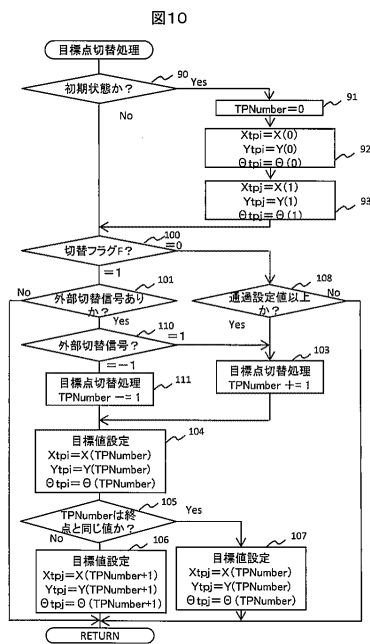 図10
目標点切替処理
90
初期状態か？
Yes
No
91
TPNumber＝0
Xtpi＝X(0)
Ytpi＝Y(0)
Θtpi＝Θ(0)
92
Xtpj＝X(1)
Ytpj＝Y(1)
Θtpj＝Θ(1)
93
100
切替フラグF？
＝0
＝1
101
No
外部切替信号あり
か？
Yes
108
通過設定値以上
か？
No
Yes
110
外部切替信号？
＝1
＝－1
111
目標点切替処理
TPNumber －＝1
103
目標点切替処理
TPNumber ＋＝1
104
目標値設定
Xtpi＝X(TPNumber)
Ytpi＝Y(TPNumber)
Θtpi＝Θ(TPNumber)
105
TPNumberは終
点と同じ値か？
Yes
No
106
目標値設定
Xtpj＝X(TPNumber+1)
Ytpj＝Y(TPNumber+1)
Θtpj＝Θ(TPNumber+1)
107
目標値設定
Xtpj＝X(TPNumber)
Ytpj＝Y(TPNumber)
Θtpj＝Θ(TPNumber)
RETURN